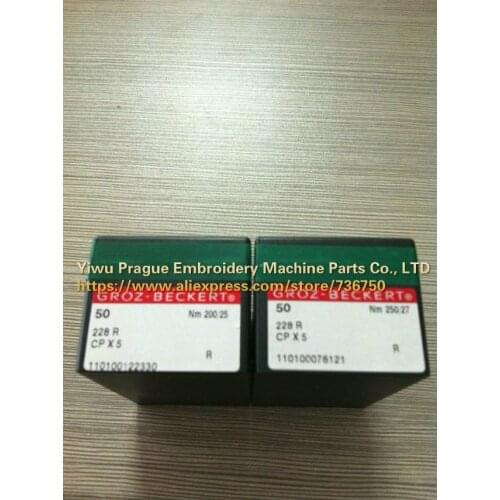 Yiwu Prague Embroidery Machine Parts Co., LTD
https://www.aliexpress.com/store/736750
GROZ-BECKERT®
50 Nm 200/25
228 R
CP X 5
R
110100122330
GROZ-BECKERT®
50 Nm 250/27
228 R
CP X 5
R
110100076121